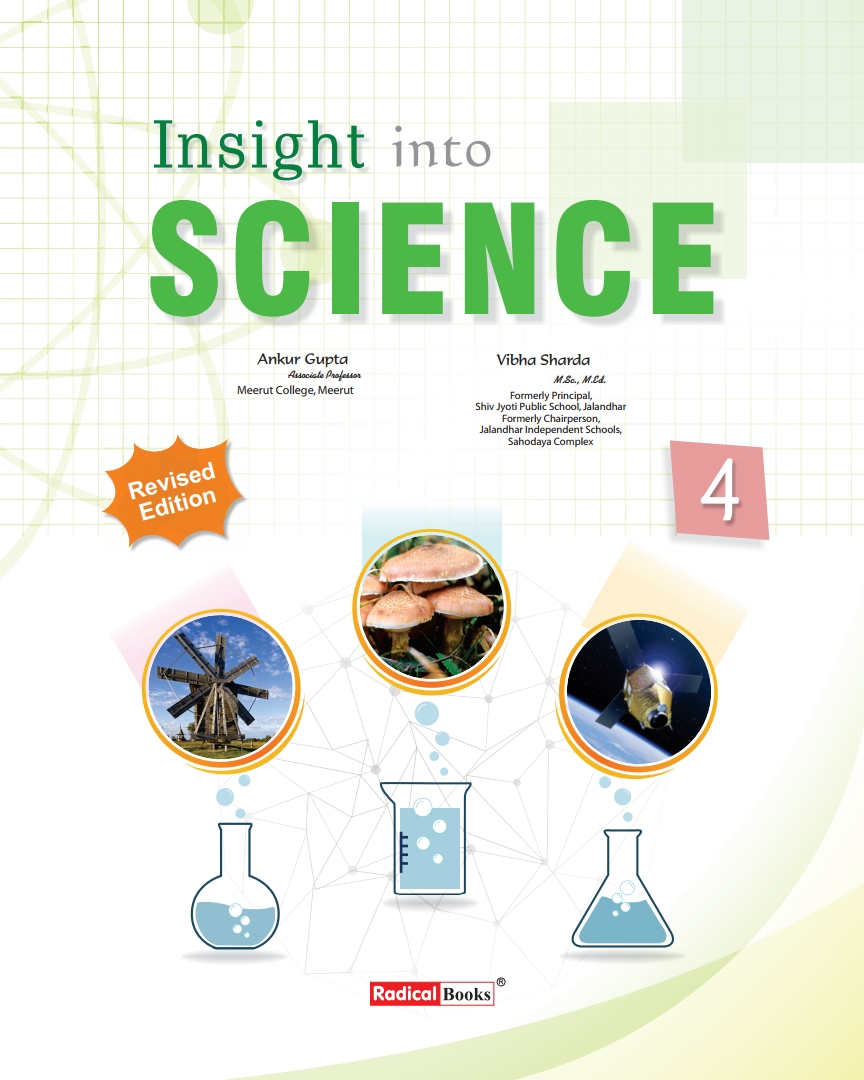 Insight into
SCIENCE
Ankur Gupta
Associate Professor
Meerut College, Meerut
Vibha Sharda
M.Sc., M.Ed.
Formerly Principal,
Shiv Jyoti Public School, Jalandhar
Formerly Chairperson,
Jalandhar Independent Schools,
Sahodaya Complex
Revised
Edition
4
Radical Books®